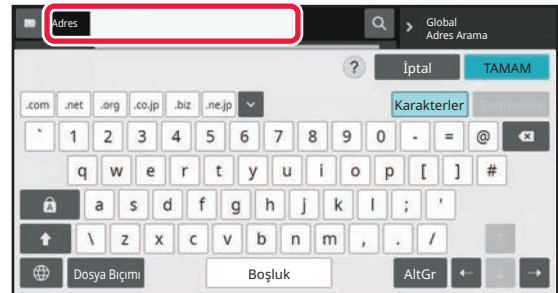 Adres
Global
Adres Arama
? İptal TAMAM
.com .net .org .co.jp .biz .ne.jp Karakterler Semboller
` 1 2 3 4 5 6 7 8 9 0 - = @
q w e r t y u i o p [ ] #
A a s d f g h j k l ; '
\ z x c v b n m , . /
Dosya Bıçımı Boşluk AltGr